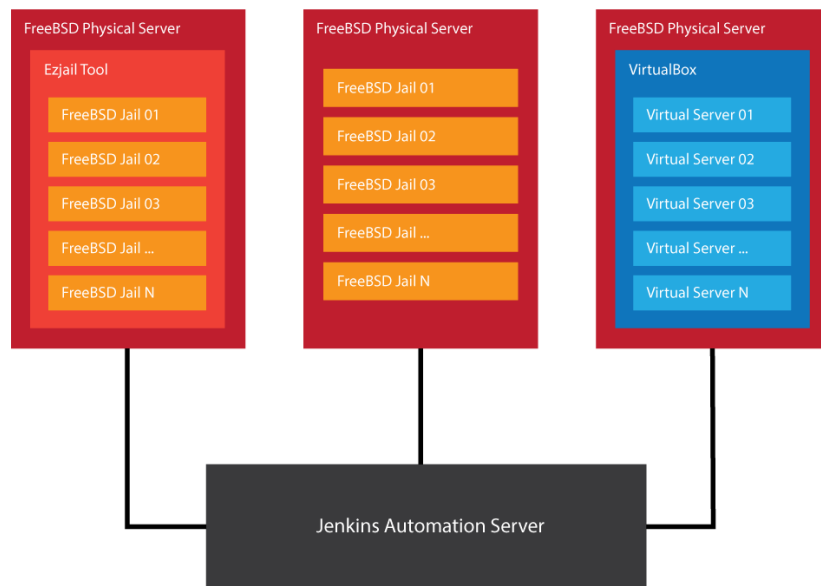 FreeBSD Physical Server
Ezjail Tool
FreeBSD Jail 01
FreeBSD Jail 02
FreeBSD Jail 03
FreeBSD Jail ...
FreeBSD Jail N
FreeBSD Physical Server
FreeBSD Jail 01
FreeBSD Jail 02
FreeBSD Jail 03
FreeBSD Jail ...
FreeBSD Jail N
FreeBSD Physical Server
VirtualBox
Virtual Server 01
Virtual Server 02
Virtual Server 03
Virtual Server ...
Virtual Server N
Jenkins Automation Server